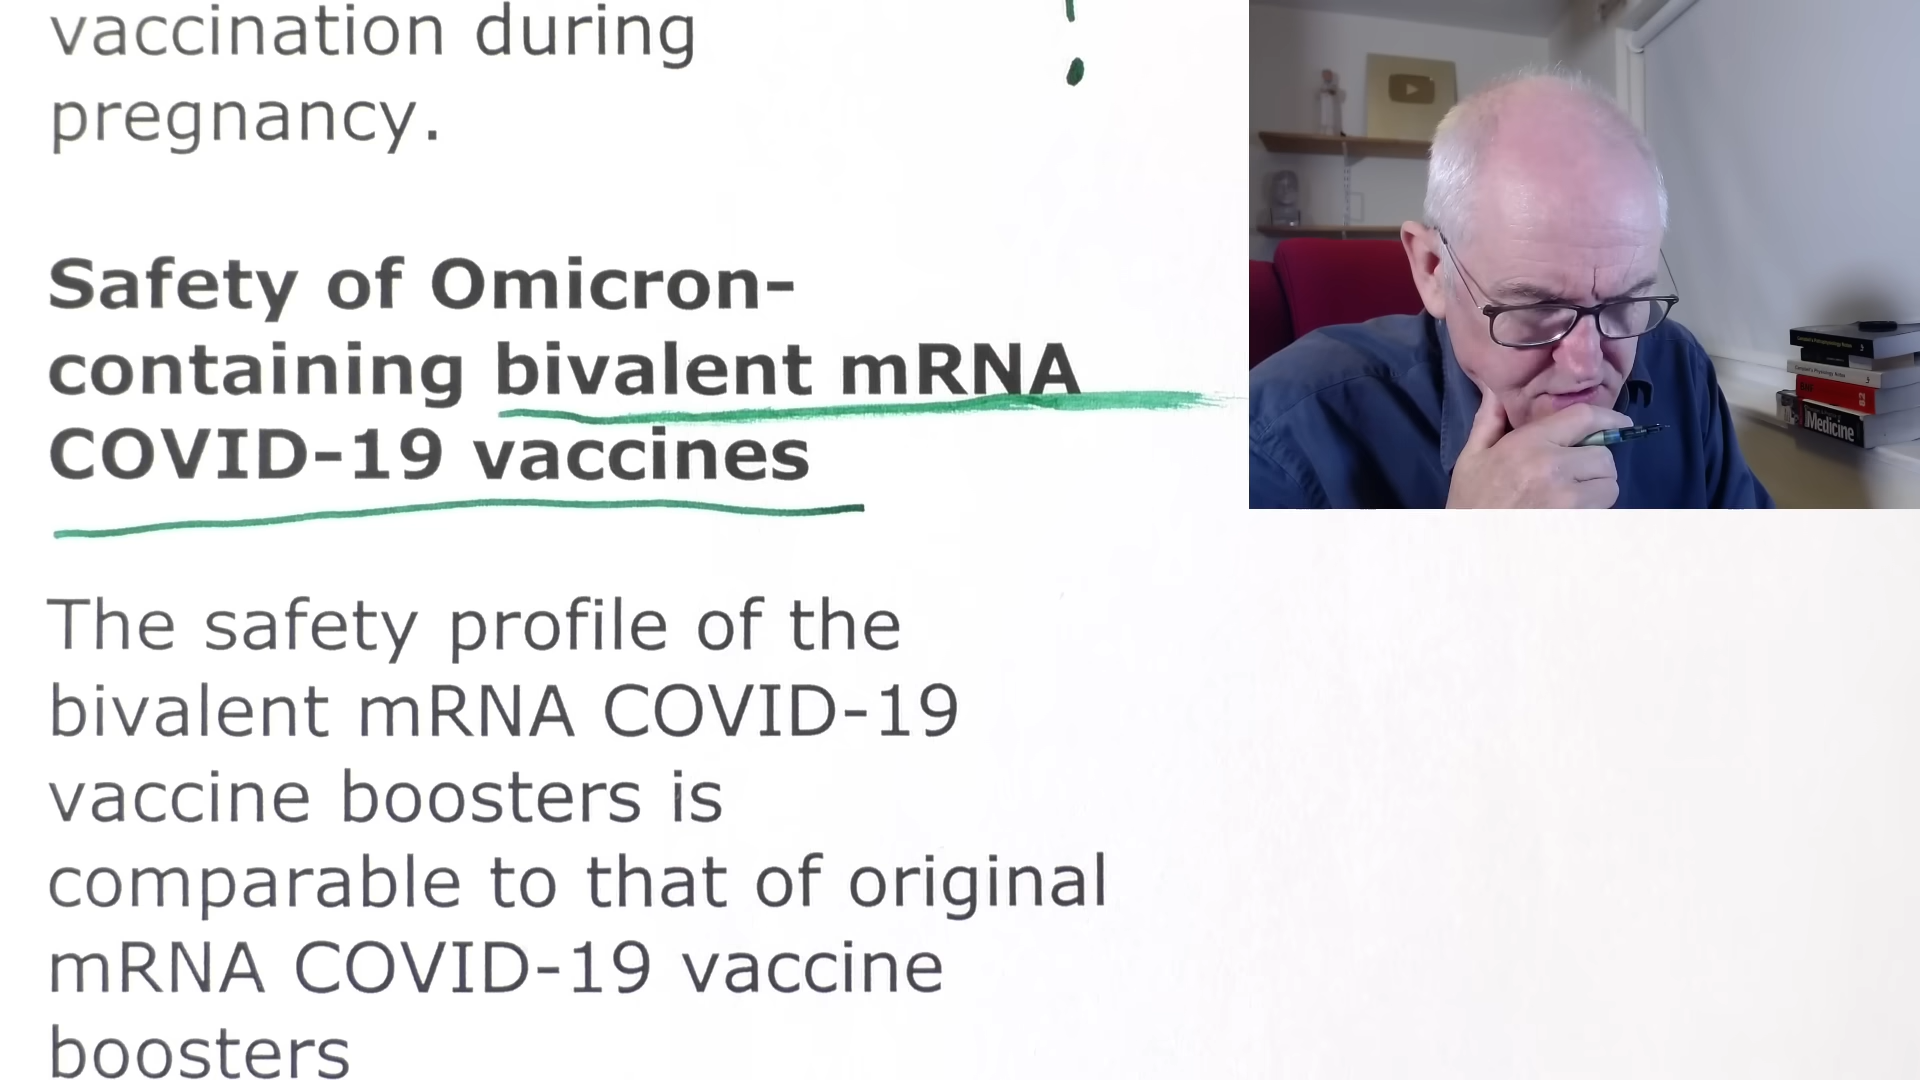 vaccination during
pregnancy.
Safety of Omicron-
containing bivalent mRNA
COVID-19 vaccines
The safety profile of the
bivalent mRNA COVID-19
vaccine boosters is
comparable to that of original
mRNA COVID-19 vaccine
boosters
Medicine